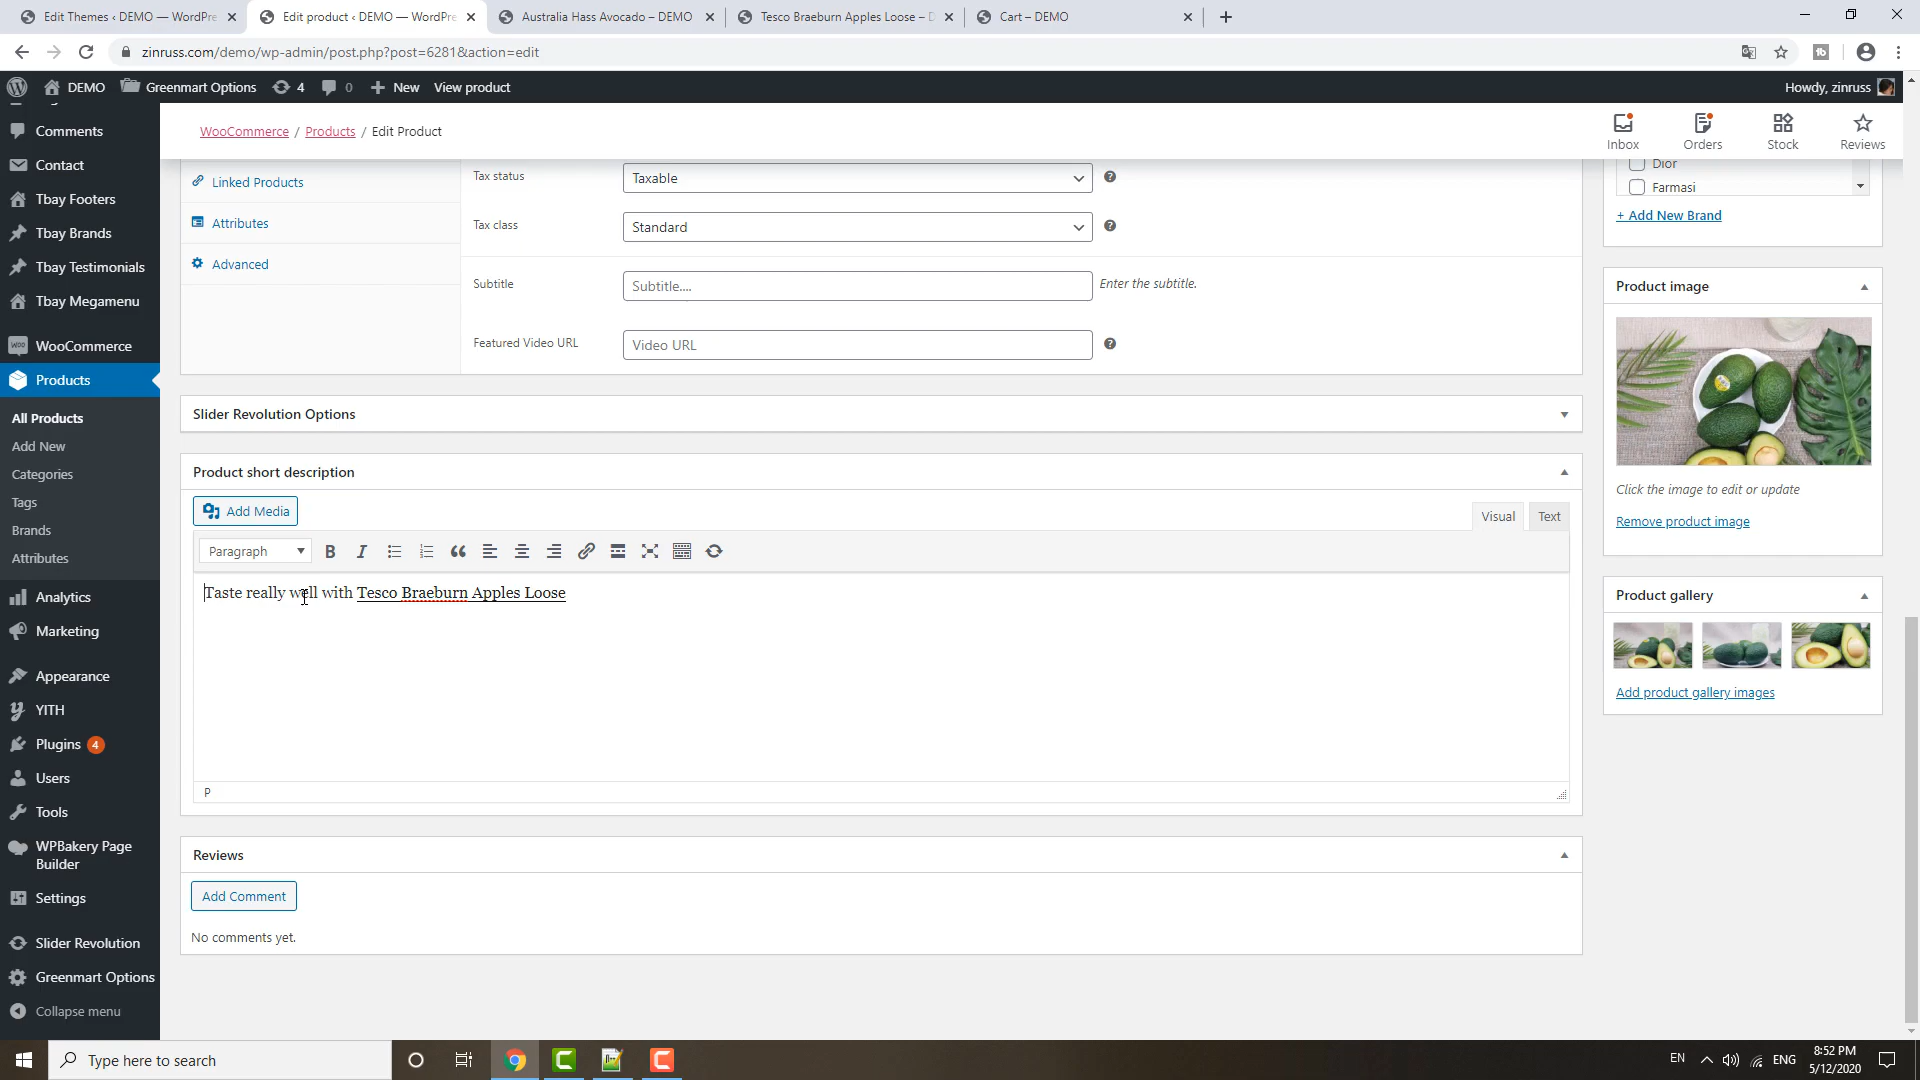 Edit Themes ‹ DEMO — WordPre
Edit product ‹ DEMO — WordPre
Australia Hass Avocado – DEMO
Tesco Braeburn Apples Loose – D
Cart – DEMO
zinruss.com/demo/wp-admin/post.php?post=6281&action=edit
DEMO
Greenmart Options
4
0
New
View product
Howdy, zinruss
Comments
Contact
Tbay Footers
Tbay Brands
Tbay Testimonials
Tbay Megamenu
WooCommerce
Products
All Products
Add New
Categories
Tags
Brands
Attributes
Analytics
Marketing
Appearance
YITH
Plugins 4
Users
Tools
WPBakery Page
Builder
Settings
Slider Revolution
Greenmart Options
Collapse menu
WooCommerce / Products / Edit Product
Inbox
Orders
Stock
Reviews
Linked Products
Attributes
Advanced
Tax status
Taxable
Tax class
Standard
Subtitle
Subtitle....
Enter the subtitle.
Featured Video URL
Video URL
Slider Revolution Options
Product short description
Add Media
Visual
Text
Paragraph
Taste really well with Tesco Braeburn Apples Loose
P
Reviews
Add Comment
No comments yet.
Dior
Farmasi
+ Add New Brand
Product image
Click the image to edit or update
Remove product image
Product gallery
Add product gallery images
Type here to search
EN
ENG
8:52 PM
5/12/2020